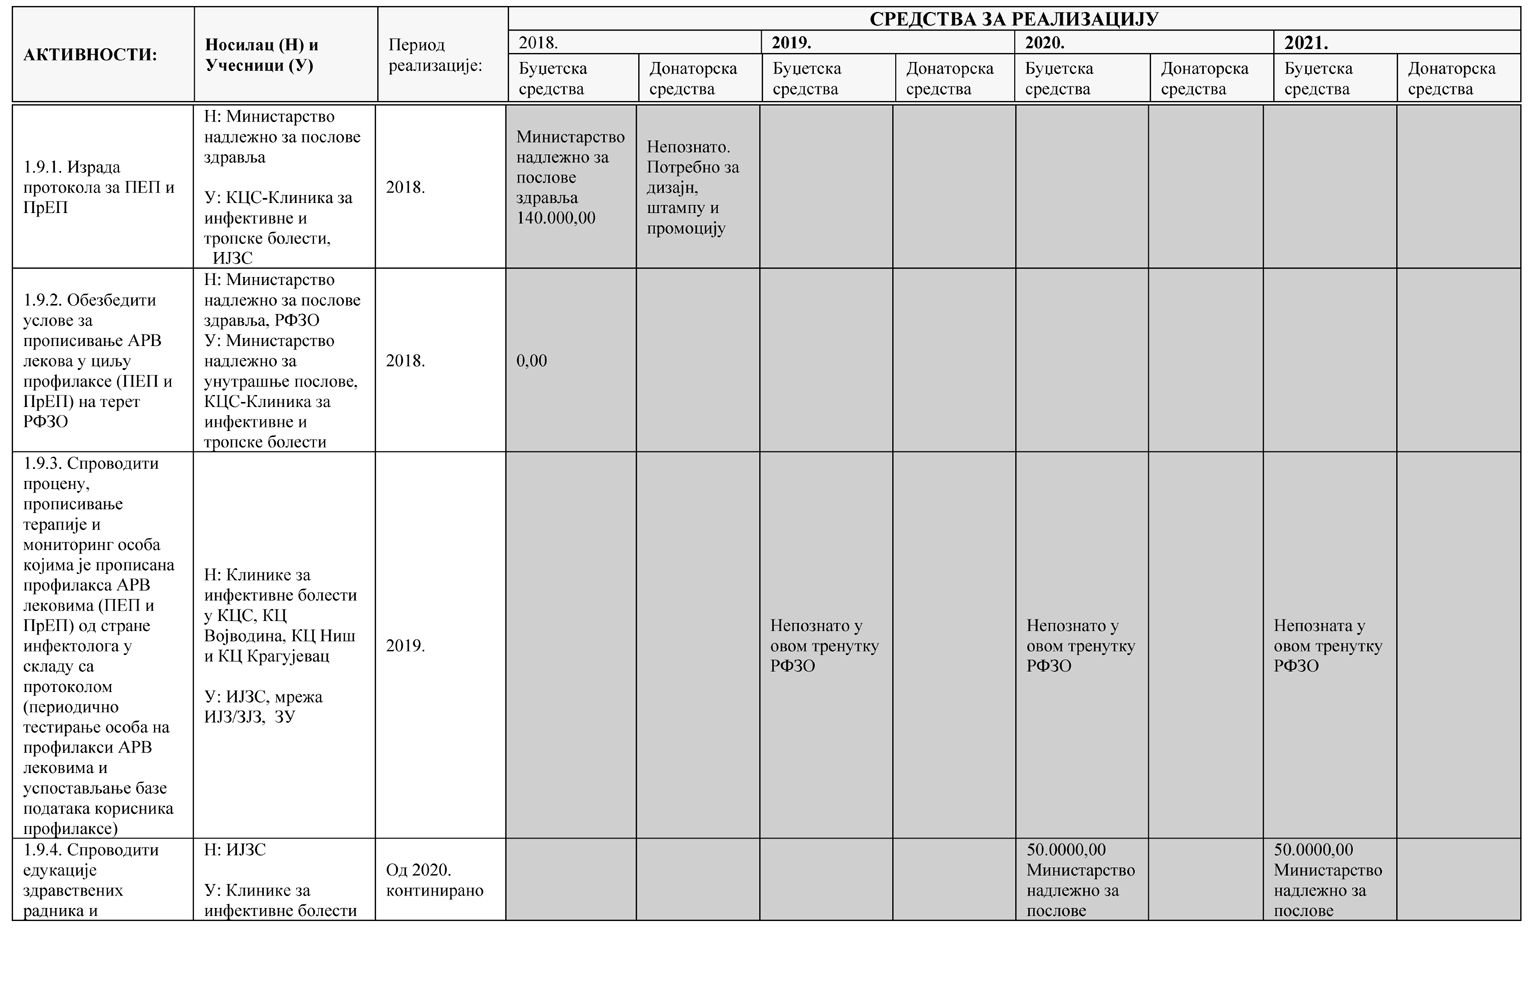 СРЕДСТВА ЗА РЕАЛИЗАЦИЈУ
АКТИВНОСТИ:
Носилац (Н) и
Учесници (У)
Период
реализације:
2018.
2019.
2020.
2021.
Буџетска
средства
Донаторска
средства
Буџетска
средства
Донаторска
средства
Буџетска
средства
Донаторска
средства
Буџетска
средства
Донаторска
средства
1.9.1. Израда
протокола за ПЕП и
ПрЕП
Н: Министарство
надлежно за послове
здравља
У: КЦС-Клиника за
инфективне и
тропске болести,
ИЈЗС
2018.
Министарство
надлежно за
послове
здравља
140.000,00
Непознато.
Потребно за
дизајн,
штампу и
промоцију
1.9.2. Обезбедити
услове за
прописивање АРВ
лекова у циљу
профилаксе (ПЕП и
ПрЕП) на терет
РФЗО
Н: Министарство
надлежно за послове
здравља, РФЗО
У: Министарство
надлежно за
унутрашње послове,
КЦС-Клиника за
инфективне и
тропске болести
2018.
0,00
1.9.3. Спроводити
процену,
прописивање
терапије и
мониторинг особа
којима је прописана
профилакса АРВ
лековима (ПЕП и
ПрЕП) од стране
инфектолога у
складу са
протоколом
(периодично
тестирање особа на
профилакси АРВ
лековима и
успостављање базе
података корисника
профилаксе)
Н: Клинике за
инфективне болести
у КЦС, КЦ
Војводина, КЦ Ниш
и КЦ Крагујевац
У: ИЈЗС, мрежа
ИЈЗ/ЗЈЗ, ЗУ
2019.
Непознато у
овом тренутку
РФЗО
Непознато у
овом тренутку
РФЗО
Непозната у
овом тренутку
РФЗО
1.9.4. Спроводити
едукације
здравствених
радника и
Н: ИЈЗС
У: Клинике за
инфективне болести
Од 2020.
континирано
50.0000,00
Министарство
надлежно за
послове
50.0000,00
Министарство
надлежно за
послове